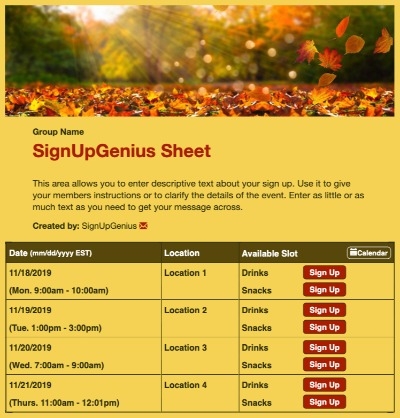 Group Name
SignUpGenius Sheet
This area allows you to enter descriptive text about your sign up. Use it to give
your members instructions or to clarify the details of the event. Enter as little or as
much text as you need to get your message across.
Created by: SignUpGenius
Date (mm/dd/yyyy EST) Location Available Slot Calendar
11/18/2019 Location 1 Drinks Sign Up
(Mon. 9:00am - 10:00am) Snacks Sign Up
11/19/2019 Location 2 Drinks Sign Up
(Tue. 1:00pm - 3:00pm) Snacks Sign Up
11/20/2019 Location 3 Drinks Sign Up
(Wed. 7:00am - 9:00am) Snacks Sign Up
11/21/2019 Location 4 Drinks Sign Up
(Thurs. 11:00am - 12:01pm) Snacks Sign Up